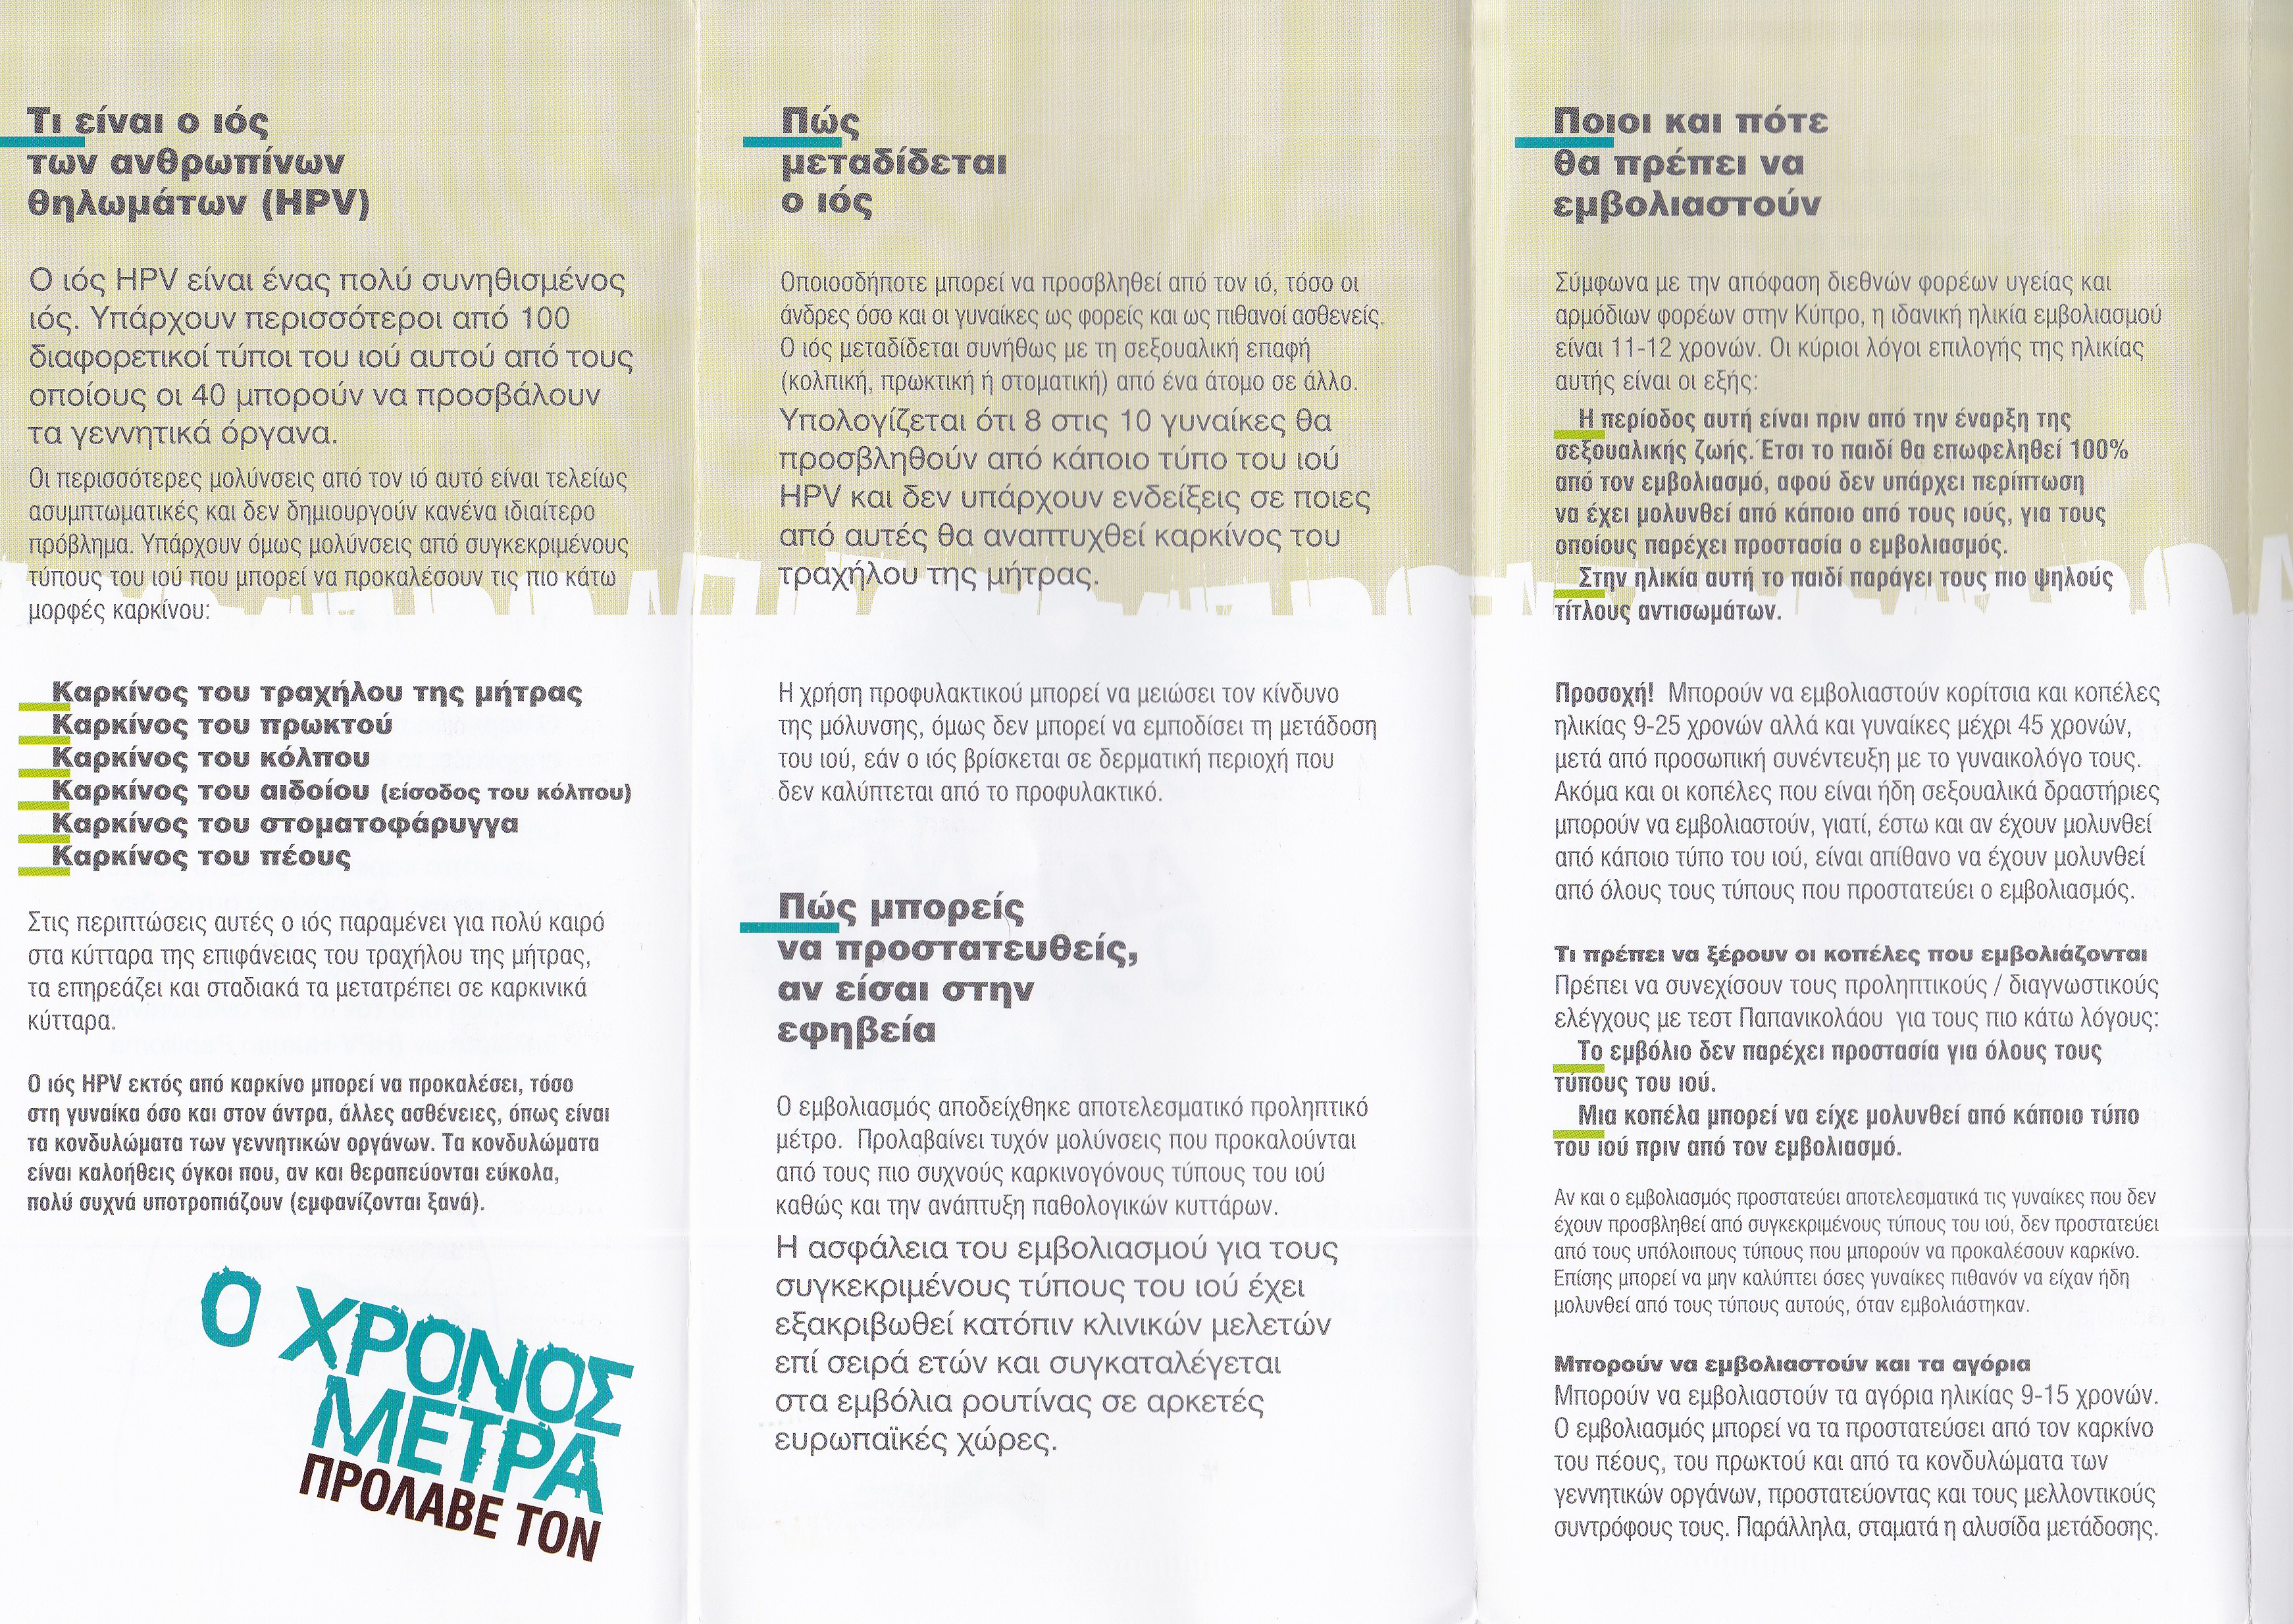 Τι είναι ο ιός
των ανθρωπίνων
θηλωμάτων (HPV)
Ο ιός HPV είναι ένας πολύ συνηθισμένος
ιός. Υπάρχουν περισσότεροι από 100
διαφορετικοί τύποι του ιού αυτού από τους
οποίους οι 40 μπορούν να προσβάλουν
τα γεννητικά όργανα.
Οι περισσότερες μολύνσεις από τον ιό αυτό είναι τελείως
ασυμπτωματικές και δεν δημιουργούν κανένα ιδιαίτερο
πρόβλημα. Υπάρχουν όμως μολύνσεις από συγκεκριμένους
τύπους του ιού που μπορεί να προκαλέσουν τις πιο κάτω
μορφές καρκίνου:
Καρκίνος του τραχήλου της μήτρας
Καρκίνος του πρωκτού
Καρκίνος του κόλπου
Καρκίνος του αιδοίου (είσοδος του κόλπου)
Καρκίνος του στοματοφάρυγγα
Καρκίνος του πέους
Στις περιπτώσεις αυτές ο ιός παραμένει για πολύ καιρό
στα κύτταρα της επιφάνειας του τραχήλου της μήτρας,
τα επηρεάζει και σταδιακά τα μετατρέπει σε καρκινικά
κύτταρα.
Ο ιός HPV εκτός από καρκίνο μπορεί να προκαλέσει, τόσο
στη γυναίκα όσο και στον άντρα, άλλες ασθένειες, όπως είναι
τα κονδυλώματα των γεννητικών οργάνων. Τα κονδυλώματα
είναι καλοήθεις όγκοι που, αν και θεραπεύονται εύκολα,
πολύ συχνά υποτροπιάζουν (εμφανίζονται ξανά).
Ο ΧΡΟΝΟΣ
ΜΕΤΡΑ
ΠΡΟΛΑΒΕ ΤΟΝ
Πώς
μεταδίδεται
ο ιός
Οποιοσδήποτε μπορεί να προσβληθεί από τον ιό, τόσο οι
άνδρες όσο και οι γυναίκες ως φορείς και ως πιθανοί ασθενείς.
Ο ιός μεταδίδεται συνήθως με τη σεξουαλική επαφή
(κολπική, πρωκτική ή στοματική) από ένα άτομο σε άλλο.
Υπολογίζεται ότι 8 στις 10 γυναίκες θα
προσβληθούν από κάποιο τύπο του ιού
HPV και δεν υπάρχουν ενδείξεις σε ποιες
από αυτές θα αναπτυχθεί καρκίνος του
τραχήλου της μήτρας.
Η χρήση προφυλακτικού μπορεί να μειώσει τον κίνδυνο
της μόλυνσης, όμως δεν μπορεί να εμποδίσει τη μετάδοση
του ιού, εάν ο ιός βρίσκεται σε δερματική περιοχή που
δεν καλύπτεται από το προφυλακτικό.
Πώς μπορείς
να προστατευθείς,
αν είσαι στην
εφηβεία
Ο εμβολιασμός αποδείχθηκε αποτελεσματικό προληπτικό
μέτρο. Προλαβαίνει τυχόν μολύνσεις που προκαλούνται
από τους πιο συχνούς καρκινογόνους τύπους του ιού
καθώς και την ανάπτυξη παθολογικών κυττάρων.
Η ασφάλεια του εμβολιασμού για τους
συγκεκριμένους τύπους του ιού έχει
εξακριβωθεί κατόπιν κλινικών μελετών
επί σειρά ετών και συγκαταλέγεται
στα εμβόλια ρουτίνας σε αρκετές
ευρωπαϊκές χώρες.
Ποιοι και πότε
θα πρέπει να
εμβολιαστούν
Σύμφωνα με την απόφαση διεθνών φορέων υγείας και
αρμόδιων φορέων στην Κύπρο, η ιδανική ηλικία εμβολιασμού
είναι 11-12 χρονών. Οι κύριοι λόγοι επιλογής της ηλικίας
αυτής είναι οι εξής:
Η περίοδος αυτή είναι πριν από την έναρξη της
σεξουαλικής ζωής. Έτσι το παιδί θα επωφεληθεί 100%
από τον εμβολιασμό, αφού δεν υπάρχει περίπτωση
να έχει μολυνθεί από κάποιο από τους ιούς, για τους
οποίους παρέχει προστασία ο εμβολιασμός.
Στην ηλικία αυτή το παιδί παράγει τους πιο ψηλούς
τίτλους αντισωμάτων.
Προσοχή! Μπορούν να εμβολιαστούν κορίτσια και κοπέλες
ηλικίας 9-25 χρονών αλλά και γυναίκες μέχρι 45 χρονών,
μετά από προσωπική συνέντευξη με το γυναικολόγο τους.
Ακόμα και οι κοπέλες που είναι ήδη σεξουαλικά δραστήριες
μπορούν να εμβολιαστούν, γιατί, έστω και αν έχουν μολυνθεί
από κάποιο τύπο του ιού, είναι απίθανο να έχουν μολυνθεί
από όλους τους τύπους που προστατεύει ο εμβολιασμός.
Τι πρέπει να ξέρουν οι κοπέλες που εμβολιάζονται
Πρέπει να συνεχίσουν τους προληπτικούς / διαγνωστικούς
ελέγχους με τεστ Παπανικολάου για τους πιο κάτω λόγους:
Το εμβόλιο δεν παρέχει προστασία για όλους τους
τύπους του ιού.
Μια κοπέλα μπορεί να είχε μολυνθεί από κάποιο τύπο
του ιού πριν από τον εμβολιασμό.
Αν και ο εμβολιασμός προστατεύει αποτελεσματικά τις γυναίκες που δεν
έχουν προσβληθεί από συγκεκριμένους τύπους του ιού, δεν προστατεύει
από τους υπόλοιπους τύπους που μπορούν να προκαλέσουν καρκίνο.
Επίσης μπορεί να μην καλύπτει όσες γυναίκες πιθανόν να είχαν ήδη
μολυνθεί από τους τύπους αυτούς, όταν εμβολιάστηκαν.
Μπορούν να εμβολιαστούν και τα αγόρια
Μπορούν να εμβολιαστούν τα αγόρια ηλικίας 9-15 χρονών.
Ο εμβολιασμός μπορεί να τα προστατεύσει από τον καρκίνο
του πέους, του πρωκτού και από τα κονδυλώματα των
γεννητικών οργάνων, προστατεύοντας και τους μελλοντικούς
συντρόφους τους. Παράλληλα, σταματά η αλυσίδα μετάδοσης.